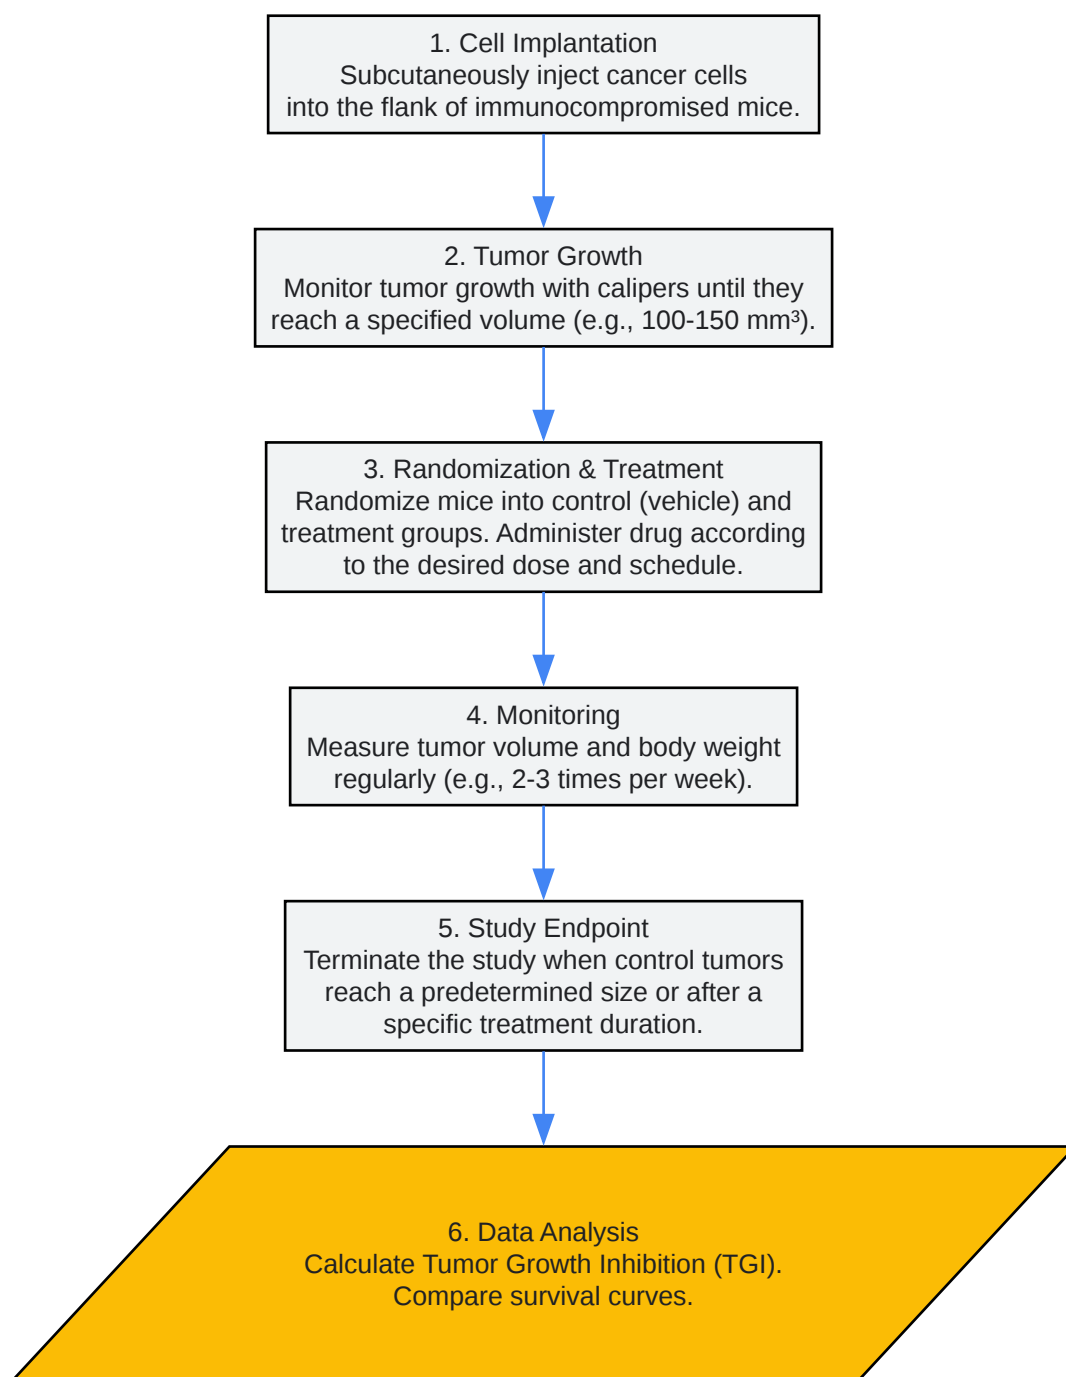 1. Cell Implantation
Subcutaneously inject cancer cells
into the flank of immunocompromised mice.
2. Tumor Growth
Monitor tumor growth with calipers until they
reach a specified volume (e.g., 100-150 mm³).
3. Randomization & Treatment
Randomize mice into control (vehicle) and
treatment groups. Administer drug according
to the desired dose and schedule.
4. Monitoring
Measure tumor volume and body weight
regularly (e.g., 2-3 times per week).
5. Study Endpoint
Terminate the study when control tumors
reach a predetermined size or after a
specific treatment duration.
6. Data Analysis
Calculate Tumor Growth Inhibition (TGI).
Compare survival curves.